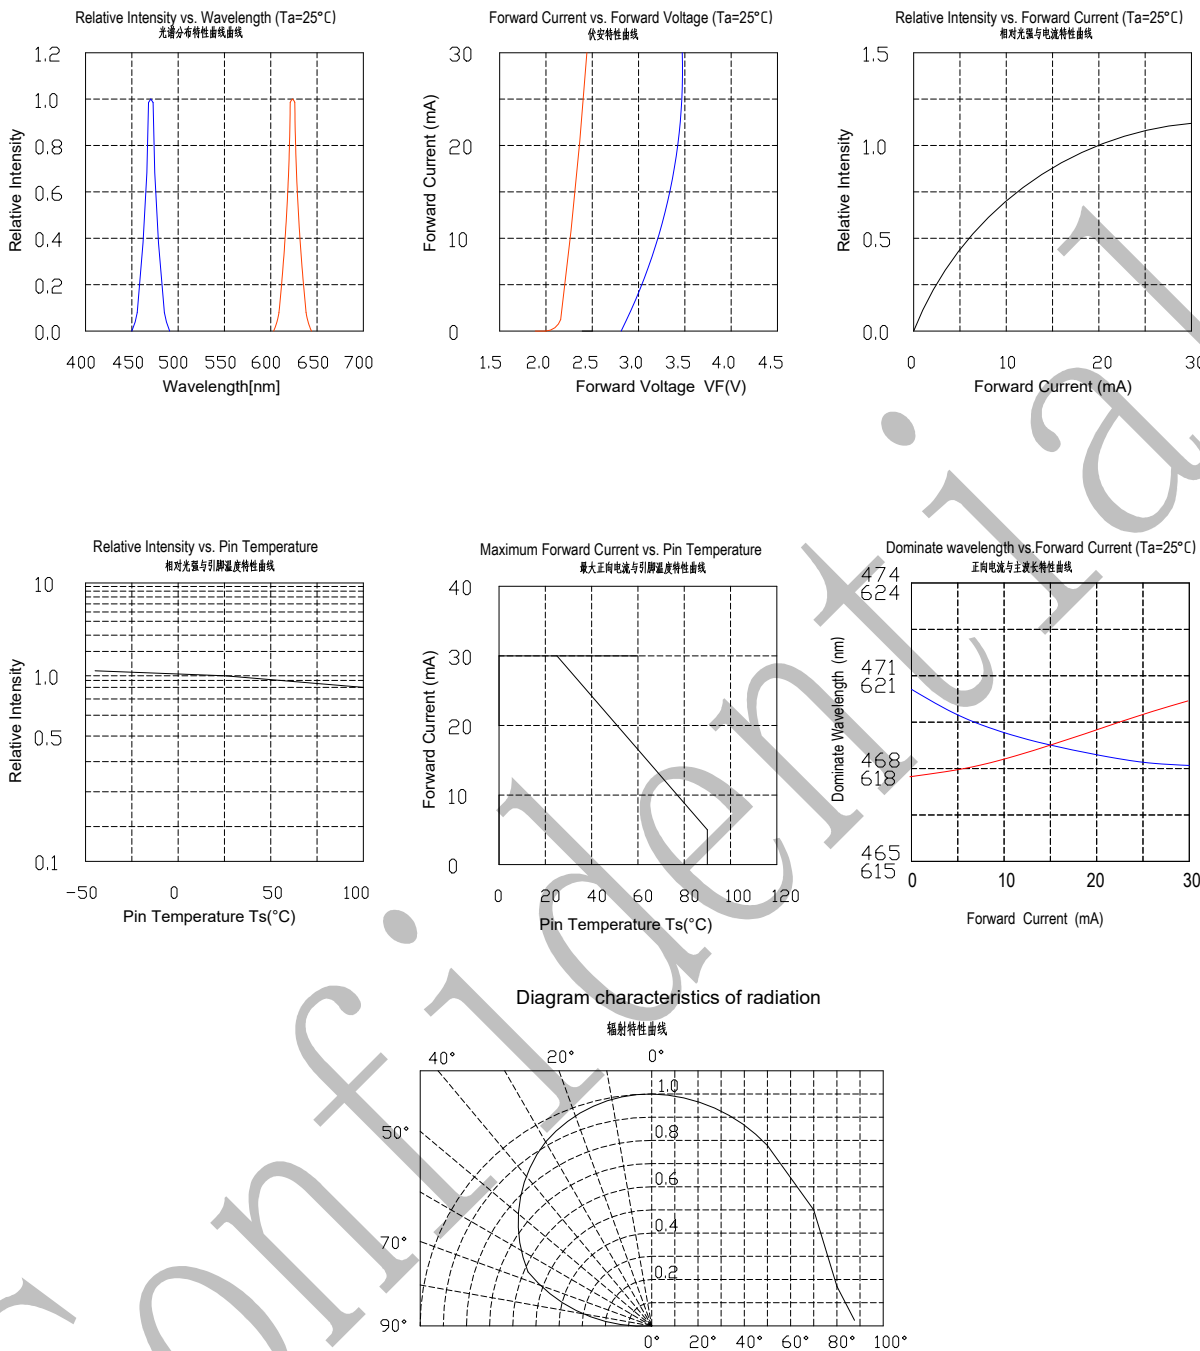 Relative Intensity vs. Wavelength (Ta=25°C)
光谱分布特性曲线曲线
1.2
1.0
0.8
0.6
0.4
0.2
0.0
Relative Intensity
400 450 500 550 600 650 700
Wavelength[nm]
Forward Current vs. Forward Voltage (Ta=25°C)
伏安特性曲线
30
20
10
0
Forward Current (mA)
1.5 2.0 2.5 3.0 3.5 4.0 4.5
Forward Voltage VF(V)
Relative Intensity vs. Forward Current (Ta=25°C)
相对光强与电流特性曲线
1.5
1.0
0.5
0.0
Relative Intensity
0 10 20 30
Forward Current (mA)
Relative Intensity vs. Pin Temperature
相对光强与引脚温度特性曲线
10
1.0
0.5
0.1
Relative Intensity
-50 0 50 100
Pin Temperature Ts(°C)
Maximum Forward Current vs. Pin Temperature
最大正向电流与引脚温度特性曲线
40
30
20
10
0
Forward Current (mA)
0 20 40 60 80 100 120
Pin Temperature Ts(°C)
Dominate wavelength vs.Forward Current (Ta=25°C)
正向电流与主波长特性曲线
474
624
471
621
468
618
465
615
Dominate Wavelength (nm)
0 10 20 30
Forward Current (mA)
Diagram characteristics of radiation
辐射特性曲线
40° 20° 0°
50°
70°
90°
1.0
0.8
0.6
0.4
0.2
0° 20° 40° 60° 80° 100°
Confidential